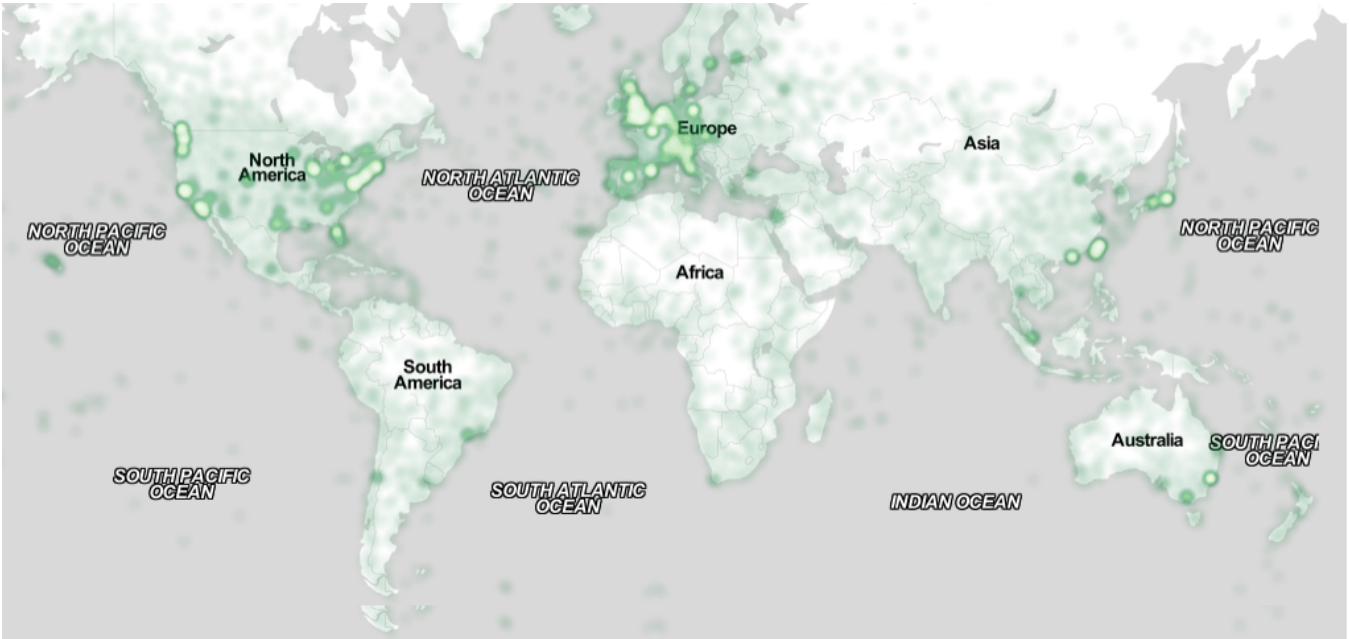 Europe
Asia
North
America
NORTH ATLANTIC
OCEAN
NORTH PACIFIC
OCEAN
NORTH PACIFIC
OCEAN
Africa
South
America
Australia
SOUTH PACI
OCEAN
SOUTH PACIFIC
OCEAN
SOUTH ATLANTIC
OCEAN
INDIAN OCEAN